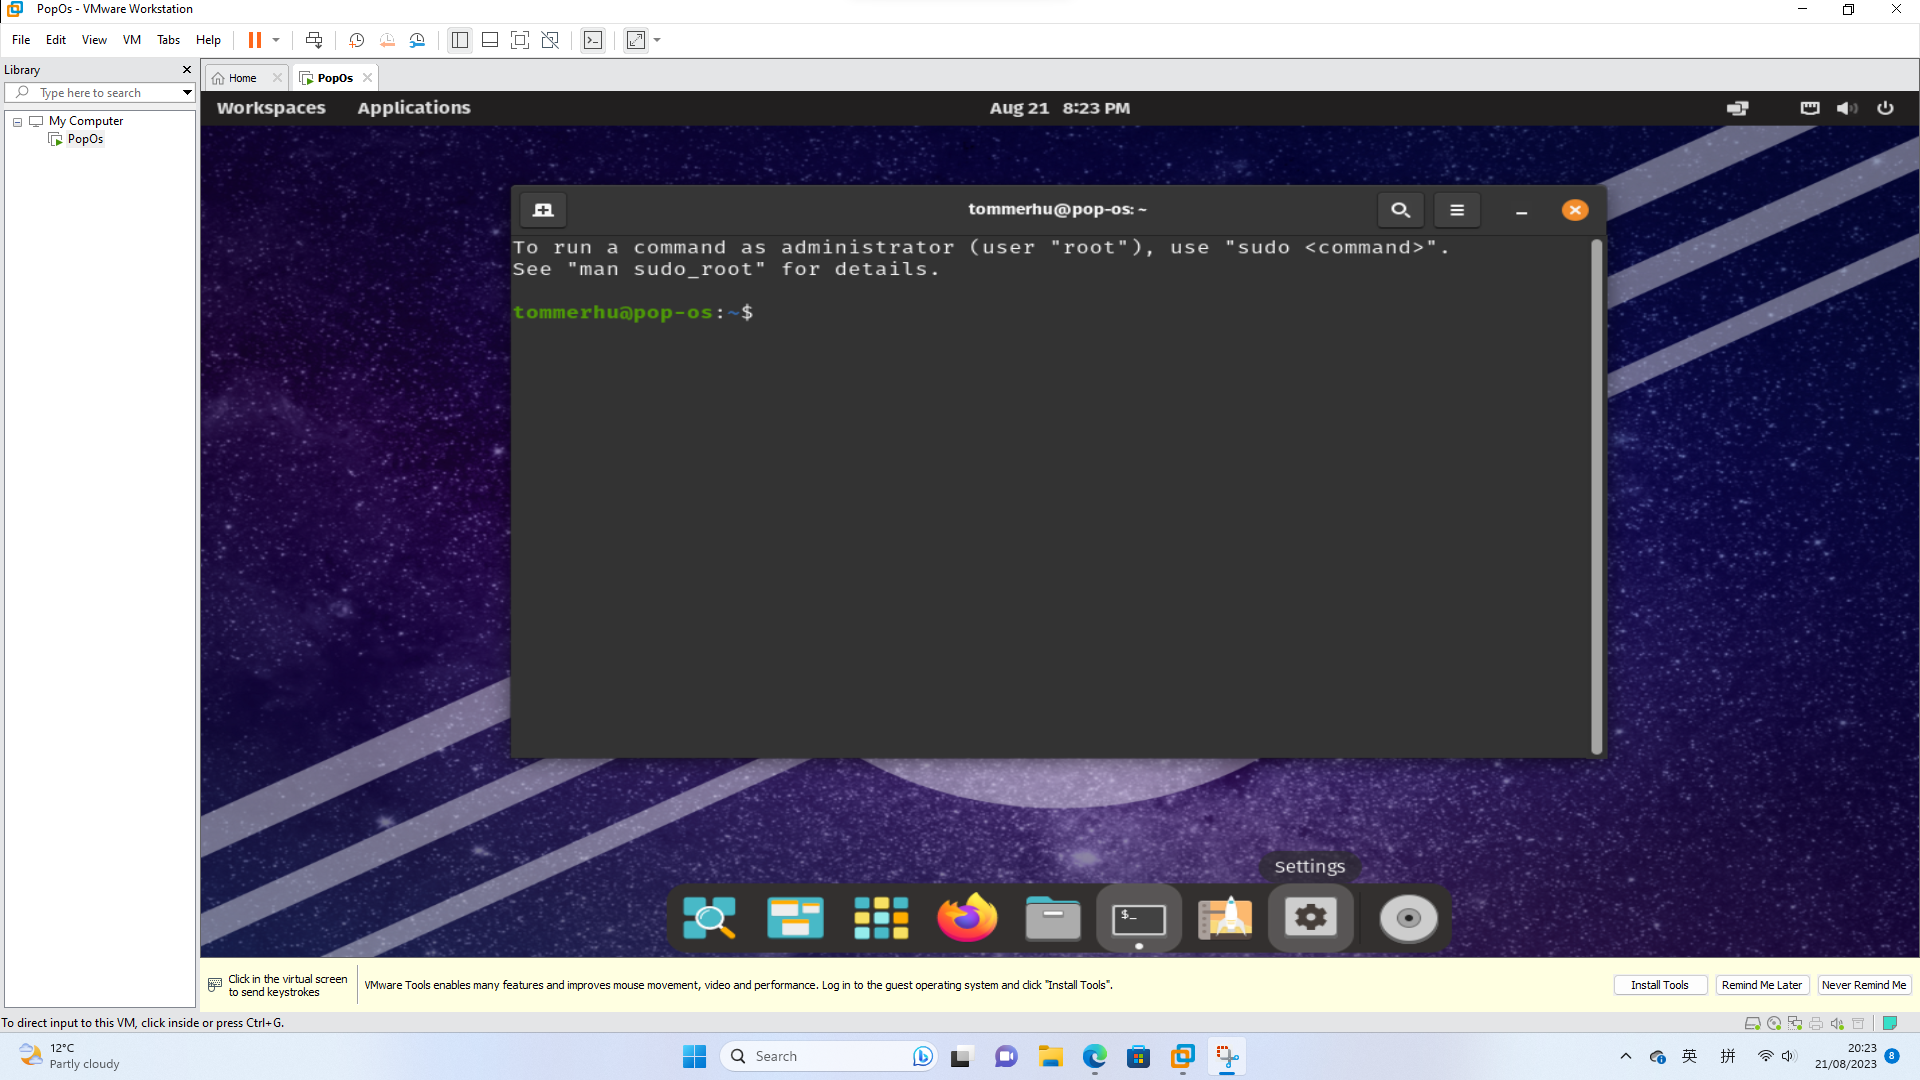 PopOs - VMware Workstation
File Edit View VM Tabs Help
Library
Home
PopOs
Type here to search
My Computer
PopOs
Workspaces Applications
Aug 21 8:23 PM
tommerhu@pop-os: ~
To run a command as administrator (user "root"), use "sudo <command>".
See "man sudo_root" for details.
tommerhu@pop-os:~$
Settings
$_
Click in the virtual screen
to send keystrokes
VMware Tools enables many features and improves mouse movement, video and performance. Log in to the guest operating system and click "Install Tools".
Install Tools
Remind Me Later
Never Remind Me
To direct input to this VM, click inside or press Ctrl+G.
12°C
Partly cloudy
Search
英
拼
20:23
21/08/2023
8